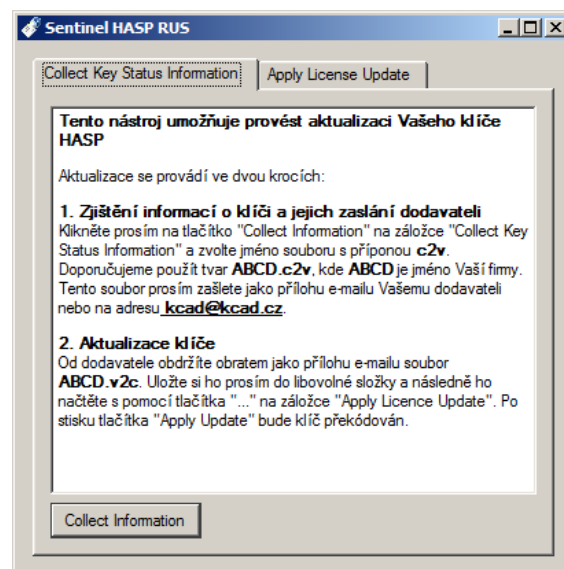 Sentinel HASP RUS
Collect Key Status Information
Apply License Update
Tento nástroj umožňuje provést aktualizaci Vašeho klíče
HASP
Aktualizace se provádí ve dvou krocích:
1. Zjištění informací o klíči a jejich zaslání dodavateli
Klikněte prosím na tlačítko "Collect Information" na záložce "Collect Key
Status Information" a zvolte jméno souboru s příponou c2v.
Doporučujeme použít tvar ABCD.c2v, kde ABCD je jméno Vaší firmy.
Tento soubor prosím zašlete jako přílohu e-mailu Vašemu dodavateli
nebo na adresu kcad@kcad.cz.
2. Aktualizace klíče
Od dodavatele obdržíte obratem jako přílohu e-mailu soubor
ABCD.v2c. Uložte si ho prosím do libovolné složky a následně ho
načtěte s pomocí tlačítka "..." na záložce "Apply Licence Update". Po
stisku tlačítka "Apply Update" bude klíč překódován.
Collect Information